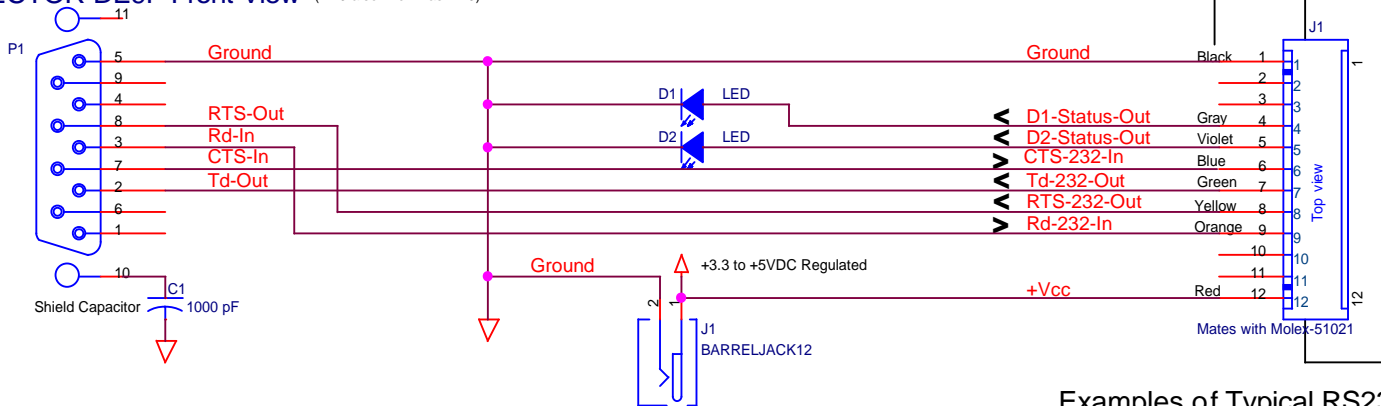 DE9F Front View
11
P1
J1
5 Ground Ground Black 1 1 1
9 2 2
4 D1 LED 3 3
8 RTS-Out < D1-Status-Out Gray 4 4
3 Rd-In D2 LED < D2-Status-Out Violet 5 5
7 CTS-In > CTS-232-In Blue 6 6
2 Td-Out < Td-232-Out Green 7 7
6 < RTS-232-Out Yellow 8 8
1 > Rd-232-In Orange 9 9
Top view
10 10
10 Ground +3.3 to +5VDC Regulated 11 11
C1
Shield Capacitor 1000 pF
2 1 +Vcc Red 12 12 12
J1
BARRELJACK12
Mates with Molex-51021
Examples of Typical